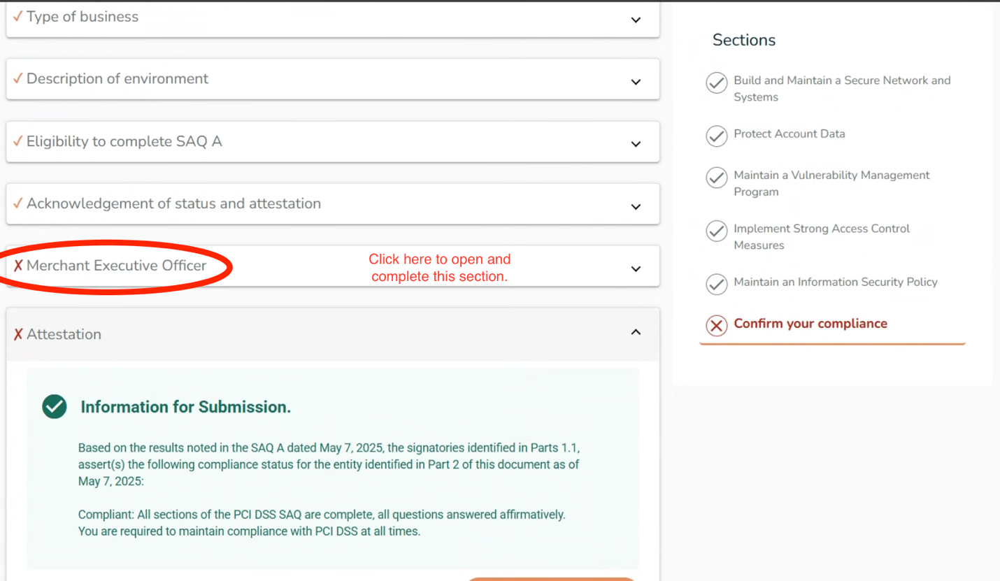 Type of business
Description of environment
Eligibility to complete SAQ A
Acknowledgement of status and attestation
Merchant Executive Officer
Click here to open and
complete this section.
Attestation
Information for Submission.
Based on the results noted in the SAQ A dated May 7, 2025, the signatories identified in Parts 1.1,
assert(s) the following compliance status for the entity identified in Part 2 of this document as of
May 7, 2025:
Compliant: All sections of the PCI DSS SAQ are complete, all questions answered affirmatively.
You are required to maintain compliance with PCI DSS at all times.
Sections
Build and Maintain a Secure Network and
Systems
Protect Account Data
Maintain a Vulnerability Management
Program
Implement Strong Access Control
Measures
Maintain an Information Security Policy
Confirm your compliance